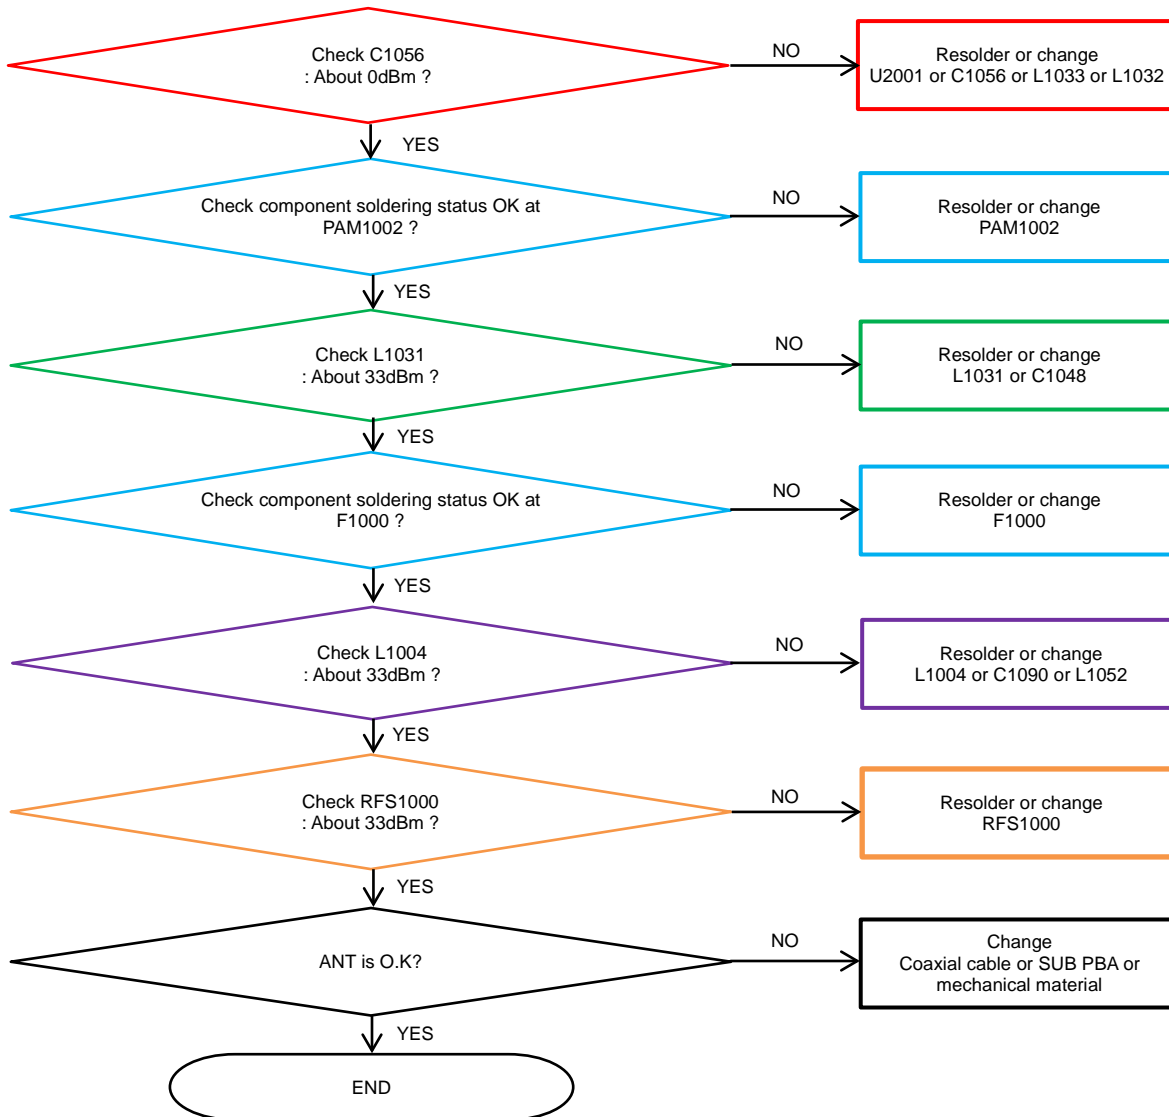 Check C1056
: About 0dBm ?
NO
Resolder or change
U2001 or C1056 or L1033 or L1032
YES
Check component soldering status OK at
PAM1002 ?
NO
Resolder or change
PAM1002
YES
Check L1031
: About 33dBm ?
NO
Resolder or change
L1031 or C1048
YES
Check component soldering status OK at
F1000 ?
NO
Resolder or change
F1000
YES
Check L1004
: About 33dBm ?
NO
Resolder or change
L1004 or C1090 or L1052
YES
Check RFS1000
: About 33dBm ?
NO
Resolder or change
RFS1000
YES
ANT is O.K?
NO
Change
Coaxial cable or SUB PBA or
mechanical material
YES
END